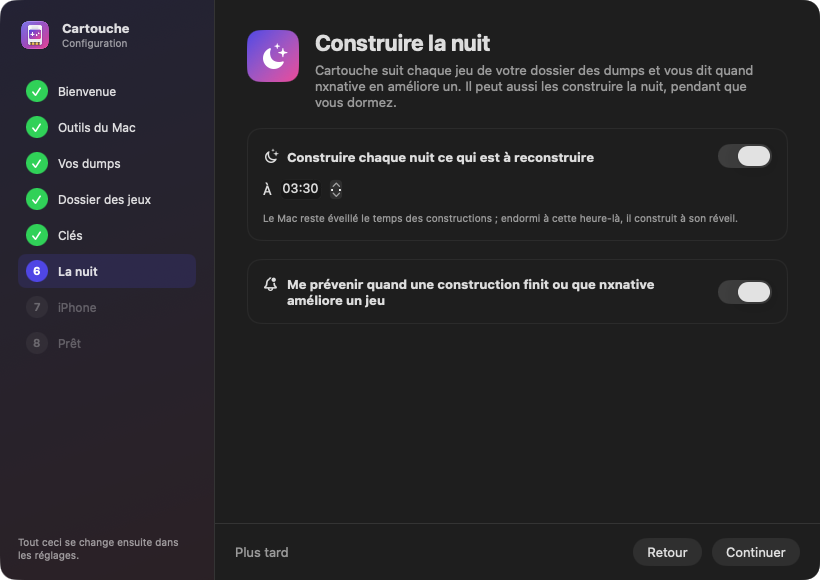 Cartouche
Configuration
Bienvenue
Outils du Mac
Vos dumps
Dossier des jeux
Clés
6 La nuit
7 iPhone
8 Prêt
Tout ceci se change ensuite dans
les réglages.
Construire la nuit
Cartouche suit chaque jeu de votre dossier des dumps et vous dit quand
nxnative en améliore un. Il peut aussi les construire la nuit, pendant que
vous dormez.
Construire chaque nuit ce qui est à reconstruire
À 03:30
Le Mac reste éveillé le temps des constructions ; endormi à cette heure-là, il construit à son réveil.
Me prévenir quand une construction finit ou que nxnative
améliore un jeu
Plus tard
Retour
Continuer